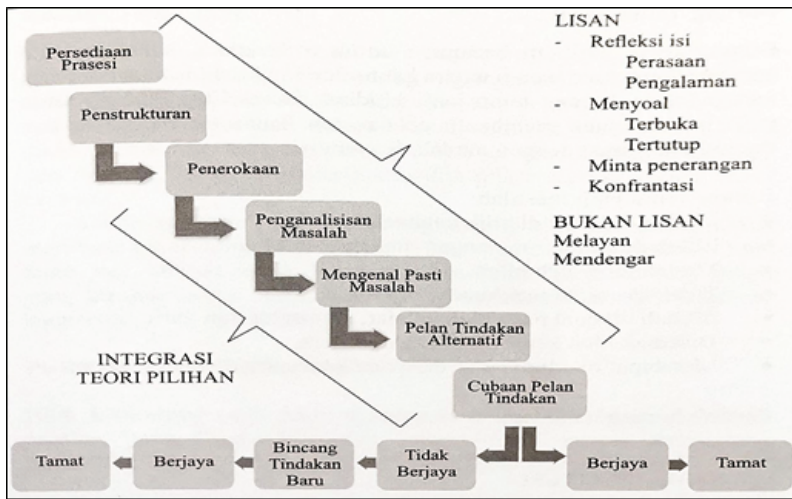 Persediaan
Prasesi
Penstrukturan
Penerokaan
Penganalisisan
Masalah
Mengenal Pasti
Masalah
Pelan Tindakan
Alternatif
Cubaan Pelan
Tindakan
LISAN
- Refleksi isi
Perasaan
Pengalaman
- Menyoal
Terbuka
Tertutup
- Minta penerangan
- Konfrantasi
BUKAN LISAN
Melayan
Mendengar
INTEGRASI
TEORI PILIHAN
Tamat
Berjaya
Bincang
Tindakan
Baru
Tidak
Berjaya
Berjaya
Tamat